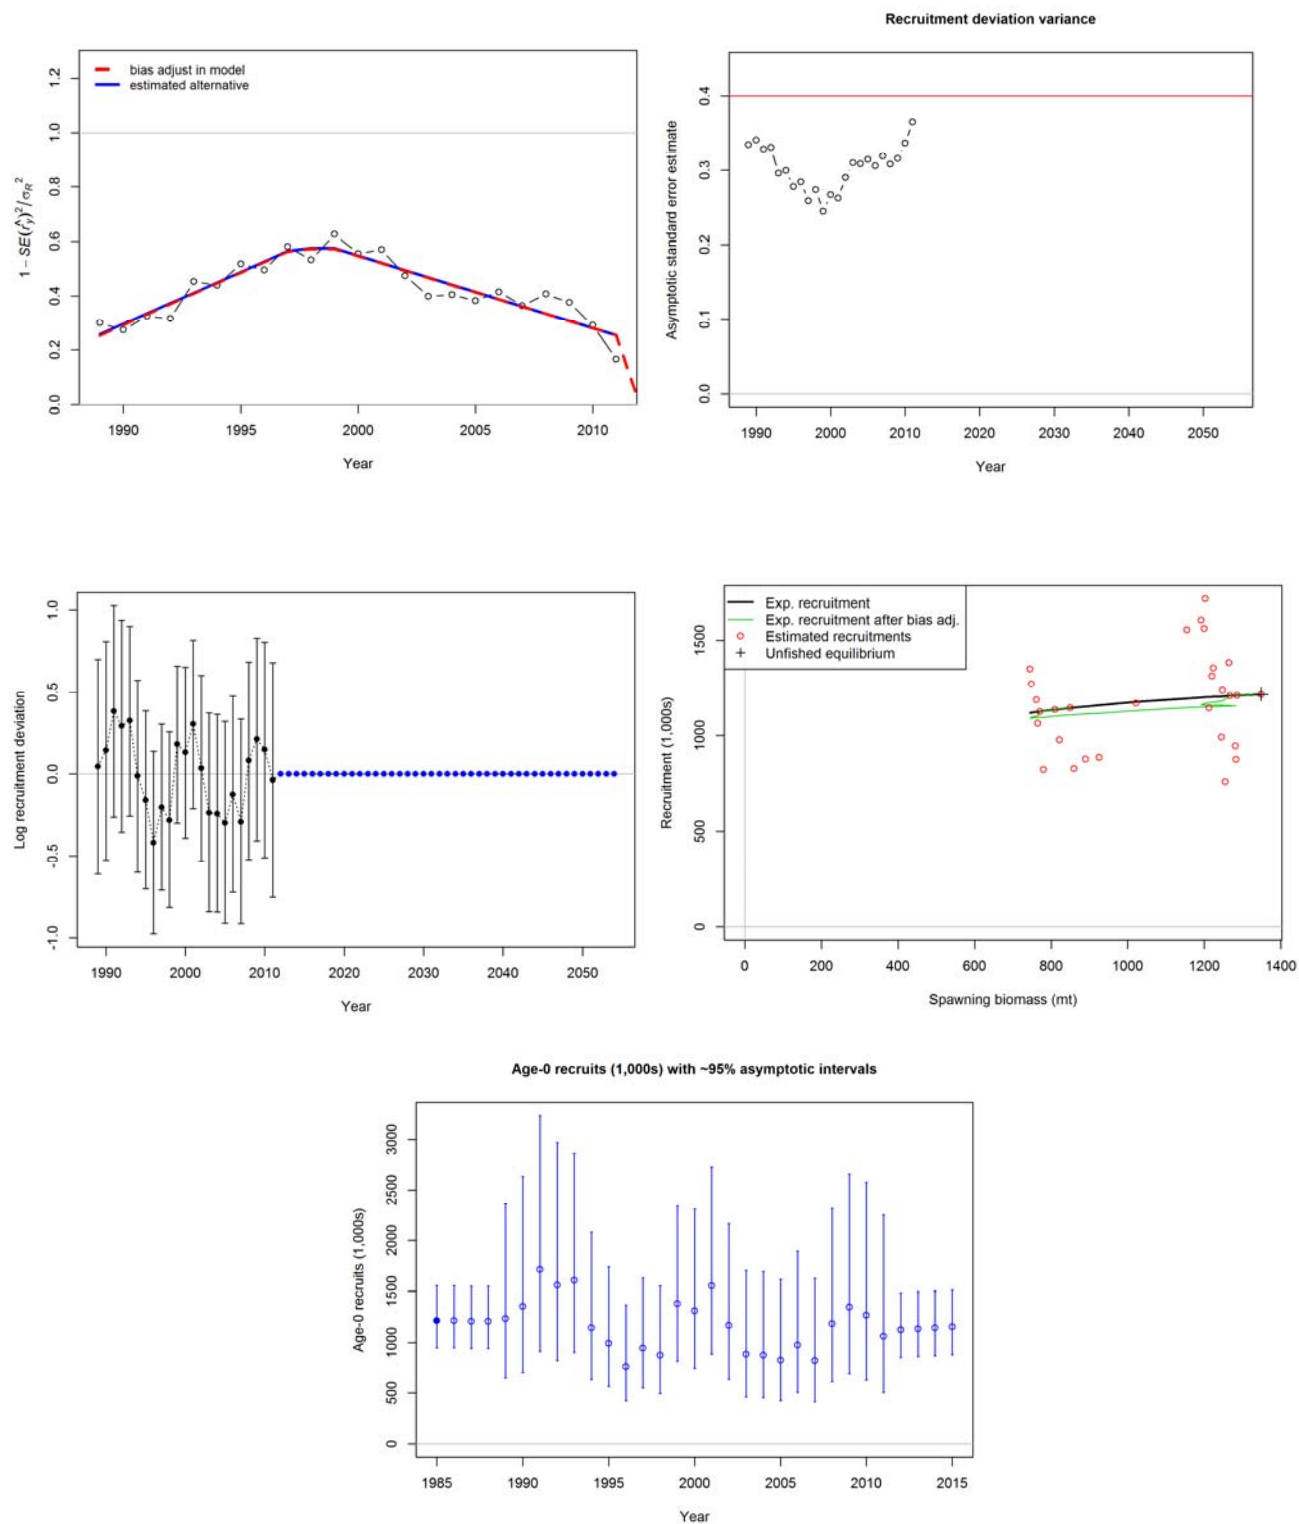 bias adjust in model
estimated alternative
1 − SE(r̂y)² / σR²
0.0 0.2 0.4 0.6 0.8 1.0 1.2
1990 1995 2000 2005 2010
Year
Recruitment deviation variance
Asymptotic standard error estimate
0.0 0.1 0.2 0.3 0.4
1990 2000 2010 2020 2030 2040 2050
Year
Log recruitment deviation
-1.0 -0.5 0.0 0.5 1.0
1990 2000 2010 2020 2030 2040 2050
Year
Exp. recruitment
Exp. recruitment after bias adj.
Estimated recruitments
Unfished equilibrium
Recruitment (1,000s)
0 500 1000 1500
0 200 400 600 800 1000 1200 1400
Spawning biomass (mt)
Age-0 recruits (1,000s) with ~95% asymptotic intervals
Age-0 recruits (1,000s)
0 500 1000 1500 2000 2500 3000
1985 1990 1995 2000 2005 2010 2015
Year